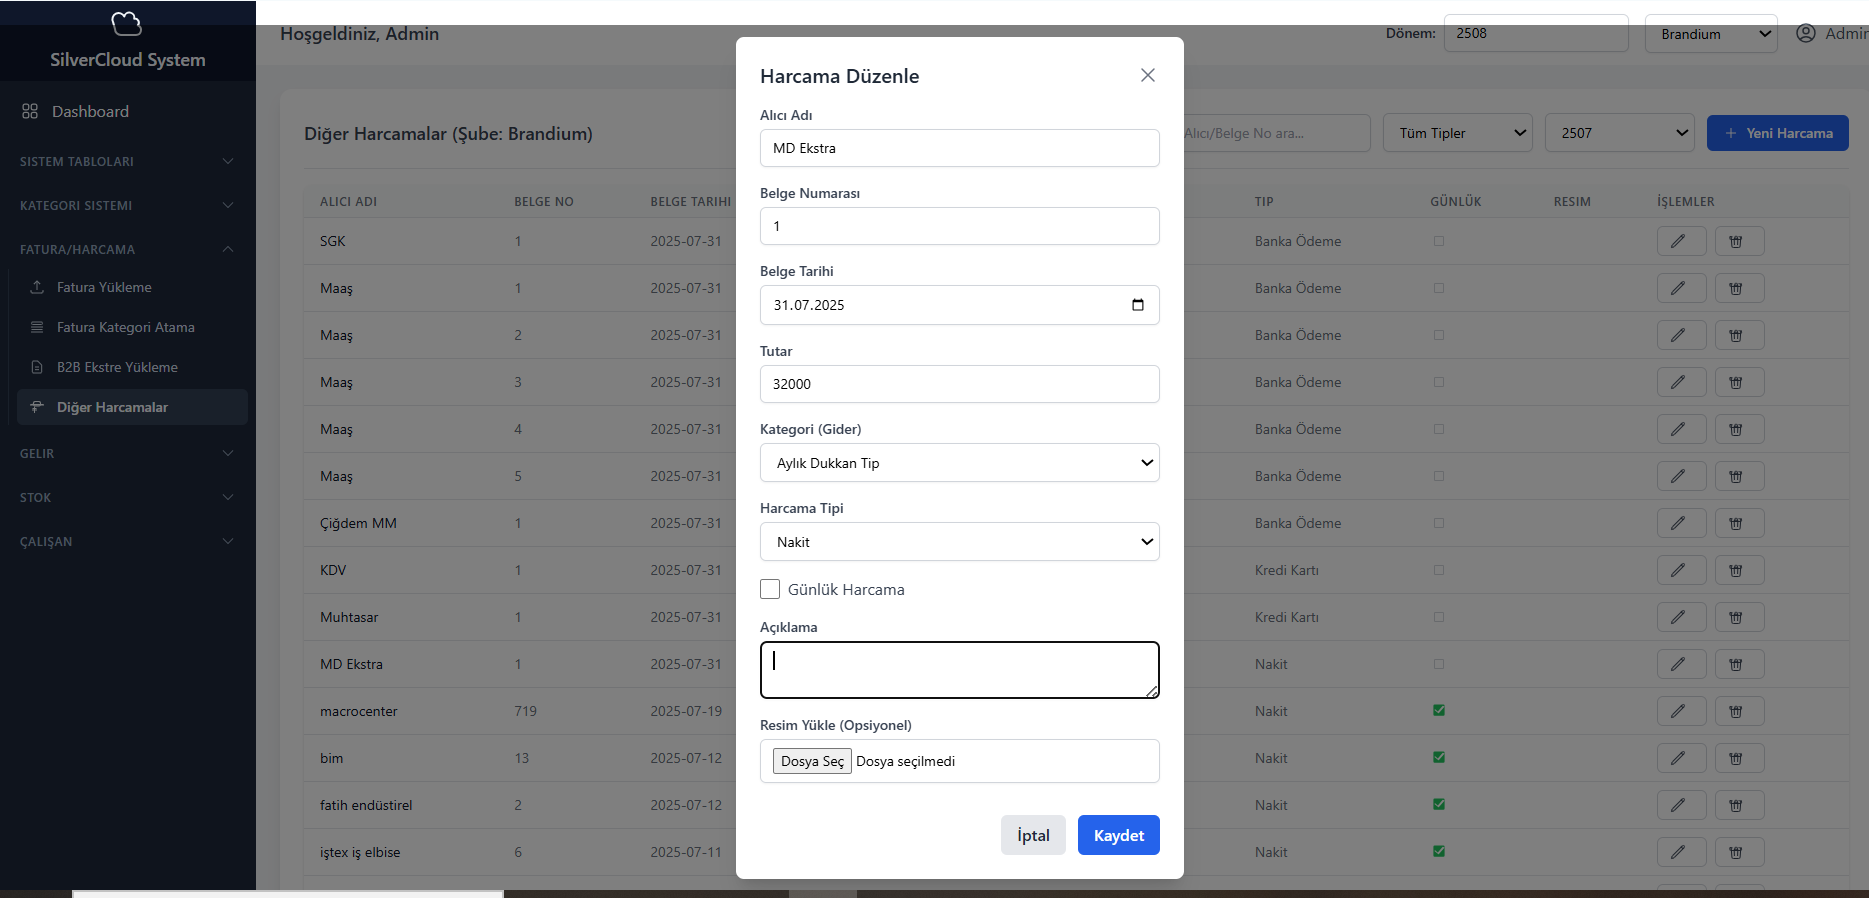 SilverCloud System
Dashboard
SISTEM TABLOLARI
KATEGORI SISTEMI
FATURA/HARCAMA
Fatura Yükleme
Fatura Kategori Atama
B2B Ekstre Yükleme
Diğer Harcamalar
GELIR
STOK
ÇALIŞAN
Hoşgeldiniz, Admin
Dönem: 2508 Brandium Admin
Diğer Harcamalar (Şube: Brandium)
Alıcı/Belge No ara... Tüm Tipler 2507 + Yeni Harcama
ALICI ADI BELGE NO BELGE TARIHI TIP GÜNLÜK RESIM İŞLEMLER
SGK 1 2025-07-31 Banka Ödeme
Maaş 1 2025-07-31 Banka Ödeme
Maaş 2 2025-07-31 Banka Ödeme
Maaş 3 2025-07-31 Banka Ödeme
Maaş 4 2025-07-31 Banka Ödeme
Maaş 5 2025-07-31 Banka Ödeme
Çiğdem MM 1 2025-07-31 Banka Ödeme
KDV 1 2025-07-31 Kredi Kartı
Muhtasar 1 2025-07-31 Kredi Kartı
MD Ekstra 1 2025-07-31 Nakit
macrocenter 719 2025-07-19 Nakit
bim 13 2025-07-12 Nakit
fatih endüstirel 2 2025-07-12 Nakit
iştex iş elbise 6 2025-07-11 Nakit
Harcama Düzenle
Alıcı Adı
MD Ekstra
Belge Numarası
1
Belge Tarihi
31.07.2025
Tutar
32000
Kategori (Gider)
Aylık Dukkan Tip
Harcama Tipi
Nakit
Günlük Harcama
Açıklama
Resim Yükle (Opsiyonel)
Dosya Seç Dosya seçilmedi
İptal Kaydet